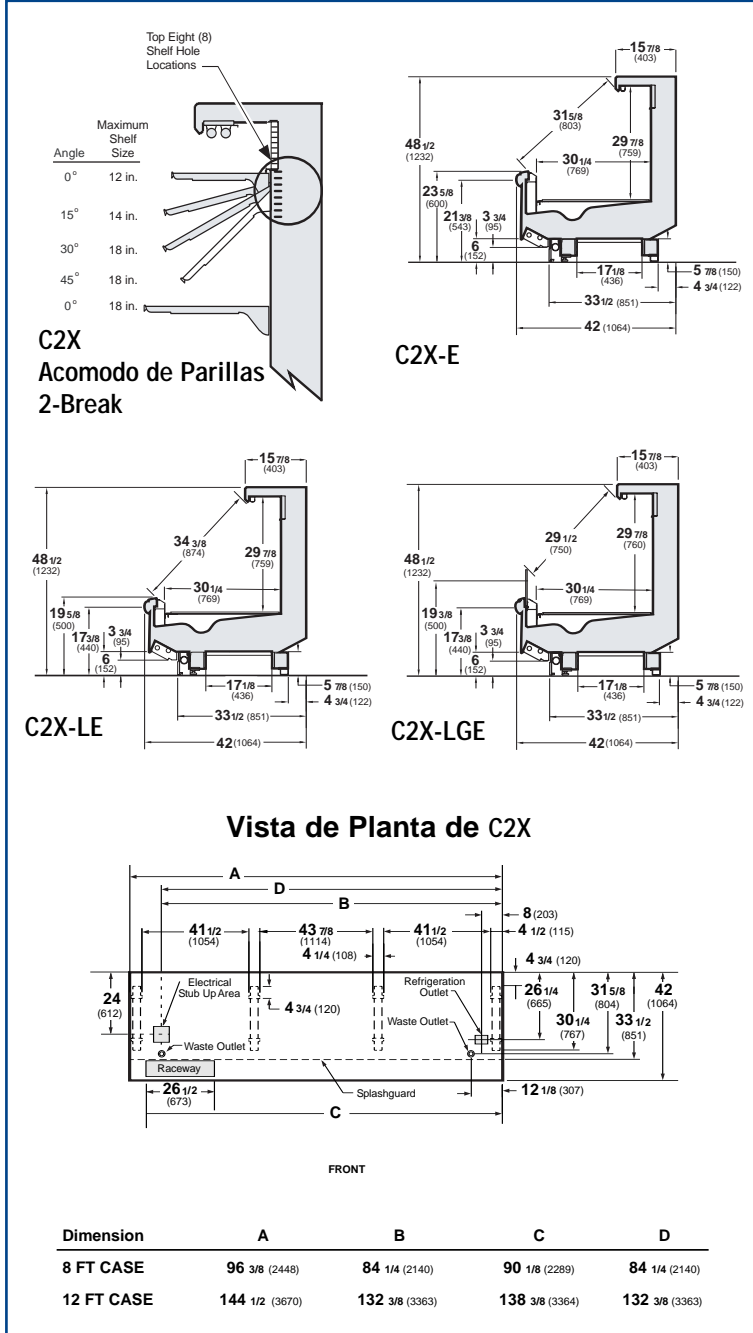 Top Eight (8)
Shelf Hole
Locations
Maximum
Shelf
Angle Size
0° 12 in.
15° 14 in.
30° 18 in.
45° 18 in.
0° 18 in.
C2X
Acomodo de Parillas
2-Break
15 7/8
(403)
31 5/8
(803)
48 1/2
(1232)
29 7/8
(759)
30 1/4
(769)
23 5/8
(600)
21 3/8
(543)
3 3/4
(95)
6
(152)
17 1/8
(436)
5 7/8 (150)
4 3/4 (122)
33 1/2 (851)
42 (1064)
C2X-E
15 7/8
(403)
34 3/8
(874)
48 1/2
(1232)
29 7/8
(759)
30 1/4
(769)
19 5/8
(500)
17 3/8
(440)
3 3/4
(95)
6
(152)
17 1/8
(436)
5 7/8 (150)
4 3/4 (122)
33 1/2 (851)
42 (1064)
C2X-LE
15 7/8
(403)
29 1/2
(750)
48 1/2
(1232)
29 7/8
(760)
30 1/4
(769)
19 3/8
(500)
17 3/8
(440)
3 3/4
(95)
6
(152)
17 1/8
(436)
5 7/8 (150)
4 3/4 (122)
33 1/2 (851)
42 (1064)
C2X-LGE
Vista de Planta de C2X
A
D
B
8 (203)
41 1/2
(1054)
43 7/8
(1114)
41 1/2
(1054)
4 1/2 (115)
4 1/4 (108)
4 3/4 (120)
24
(612)
Electrical
Stub Up Area
4 3/4 (120)
Refrigeration
Outlet
26 1/4
(665)
31 5/8
(804)
42
(1064)
30 1/4
(767)
33 1/2
(851)
Waste Outlet
Waste Outlet
Raceway
26 1/2
(673)
Splashguard
12 1/8 (307)
C
FRONT
Dimension A B C D
8 FT CASE 96 3/8 (2448) 84 1/4 (2140) 90 1/8 (2289) 84 1/4 (2140)
12 FT CASE 144 1/2 (3670) 132 3/8 (3363) 138 3/8 (3364) 132 3/8 (3363)